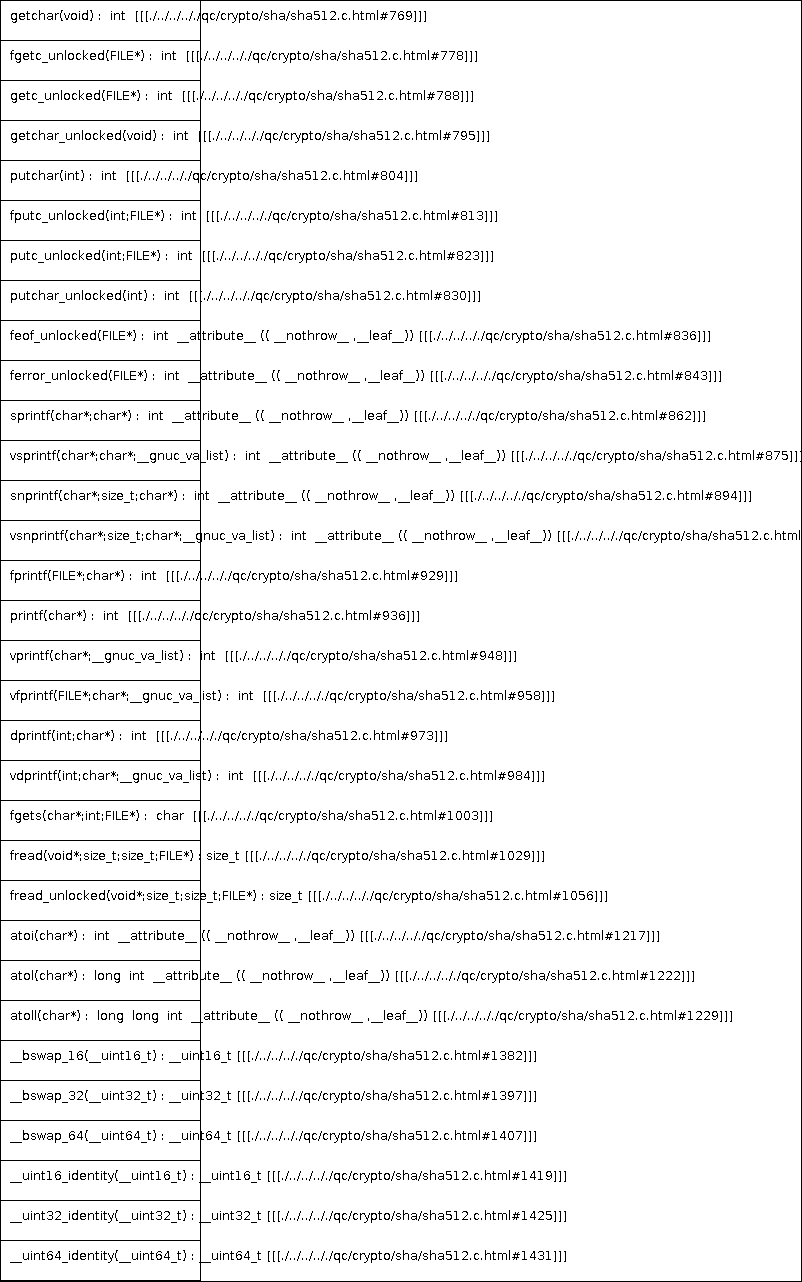 getchar(void) : int [[[./../../../../qc/crypto/sha/sha512.c.html#769]]]
fgetc_unlocked(FILE*) : int [[[./../../../../qc/crypto/sha/sha512.c.html#778]]]
getc_unlocked(FILE*) : int [[[./../../../../qc/crypto/sha/sha512.c.html#788]]]
getchar_unlocked(void) : int [[[./../../../../qc/crypto/sha/sha512.c.html#795]]]
putchar(int) : int [[[./../../../../qc/crypto/sha/sha512.c.html#804]]]
fputc_unlocked(int;FILE*) : int [[[./../../../../qc/crypto/sha/sha512.c.html#813]]]
putc_unlocked(int;FILE*) : int [[[./../../../../qc/crypto/sha/sha512.c.html#823]]]
putchar_unlocked(int) : int [[[./../../../../qc/crypto/sha/sha512.c.html#830]]]
feof_unlocked(FILE*) : int __attribute__ (( __nothrow__ ,__leaf__)) [[[./../../../../qc/crypto/sha/sha512.c.html#836]]]
ferror_unlocked(FILE*) : int __attribute__ (( __nothrow__ ,__leaf__)) [[[./../../../../qc/crypto/sha/sha512.c.html#843]]]
sprintf(char*;char*) : int __attribute__ (( __nothrow__ ,__leaf__)) [[[./../../../../qc/crypto/sha/sha512.c.html#862]]]
vsprintf(char*;char*;__gnuc_va_list) : int __attribute__ (( __nothrow__ ,__leaf__)) [[[./../../../../qc/crypto/sha/sha512.c.html#875]]]
snprintf(char*;size_t;char*) : int __attribute__ (( __nothrow__ ,__leaf__)) [[[./../../../../qc/crypto/sha/sha512.c.html#894]]]
vsnprintf(char*;size_t;char*;__gnuc_va_list) : int __attribute__ (( __nothrow__ ,__leaf__)) [[[./../../../../qc/crypto/sha/sha512.c.html
fprintf(FILE*;char*) : int [[[./../../../../qc/crypto/sha/sha512.c.html#929]]]
printf(char*) : int [[[./../../../../qc/crypto/sha/sha512.c.html#936]]]
vprintf(char*;__gnuc_va_list) : int [[[./../../../../qc/crypto/sha/sha512.c.html#948]]]
vfprintf(FILE*;char*;__gnuc_va_list) : int [[[./../../../../qc/crypto/sha/sha512.c.html#958]]]
dprintf(int;char*) : int [[[./../../../../qc/crypto/sha/sha512.c.html#973]]]
vdprintf(int;char*;__gnuc_va_list) : int [[[./../../../../qc/crypto/sha/sha512.c.html#984]]]
fgets(char*;int;FILE*) : char [[[./../../../../qc/crypto/sha/sha512.c.html#1003]]]
fread(void*;size_t;size_t;FILE*) : size_t [[[./../../../../qc/crypto/sha/sha512.c.html#1029]]]
fread_unlocked(void*;size_t;size_t;FILE*) : size_t [[[./../../../../qc/crypto/sha/sha512.c.html#1056]]]
atoi(char*) : int __attribute__ (( __nothrow__ ,__leaf__)) [[[./../../../../qc/crypto/sha/sha512.c.html#1217]]]
atol(char*) : long int __attribute__ (( __nothrow__ ,__leaf__)) [[[./../../../../qc/crypto/sha/sha512.c.html#1222]]]
atoll(char*) : long long int __attribute__ (( __nothrow__ ,__leaf__)) [[[./../../../../qc/crypto/sha/sha512.c.html#1229]]]
__bswap_16(__uint16_t) : __uint16_t [[[./../../../../qc/crypto/sha/sha512.c.html#1382]]]
__bswap_32(__uint32_t) : __uint32_t [[[./../../../../qc/crypto/sha/sha512.c.html#1397]]]
__bswap_64(__uint64_t) : __uint64_t [[[./../../../../qc/crypto/sha/sha512.c.html#1407]]]
__uint16_identity(__uint16_t) : __uint16_t [[[./../../../../qc/crypto/sha/sha512.c.html#1419]]]
__uint32_identity(__uint32_t) : __uint32_t [[[./../../../../qc/crypto/sha/sha512.c.html#1425]]]
__uint64_identity(__uint64_t) : __uint64_t [[[./../../../../qc/crypto/sha/sha512.c.html#1431]]]